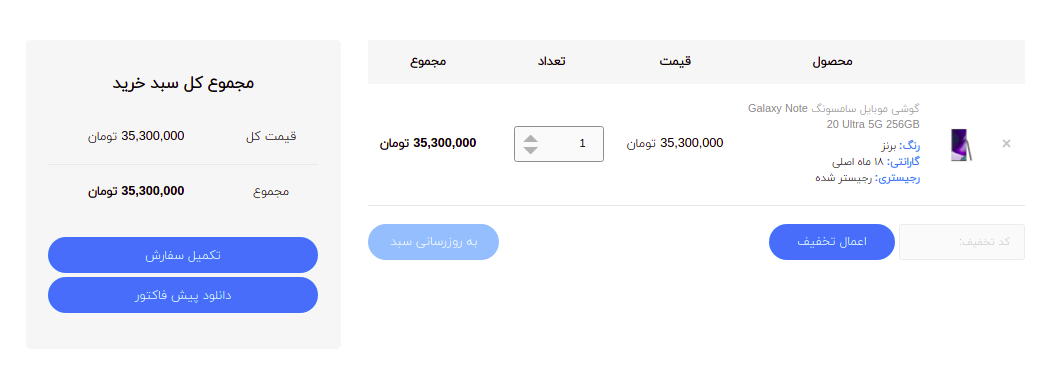 محصول
قیمت
تعداد
مجموع
×
گوشی موبایل سامسونگ Galaxy Note
20 Ultra 5G 256GB
رنگ: برنز
گارانتی: ۱۸ ماه اصلی
رجیستری: رجیستر شده
35,300,000 تومان
1
35,300,000 تومان
کد تخفیف:
اعمال تخفیف
به روزرسانی سبد
مجموع کل سبد خرید
قیمت کل
35,300,000 تومان
مجموع
35,300,000 تومان
تکمیل سفارش
دانلود پیش فاکتور